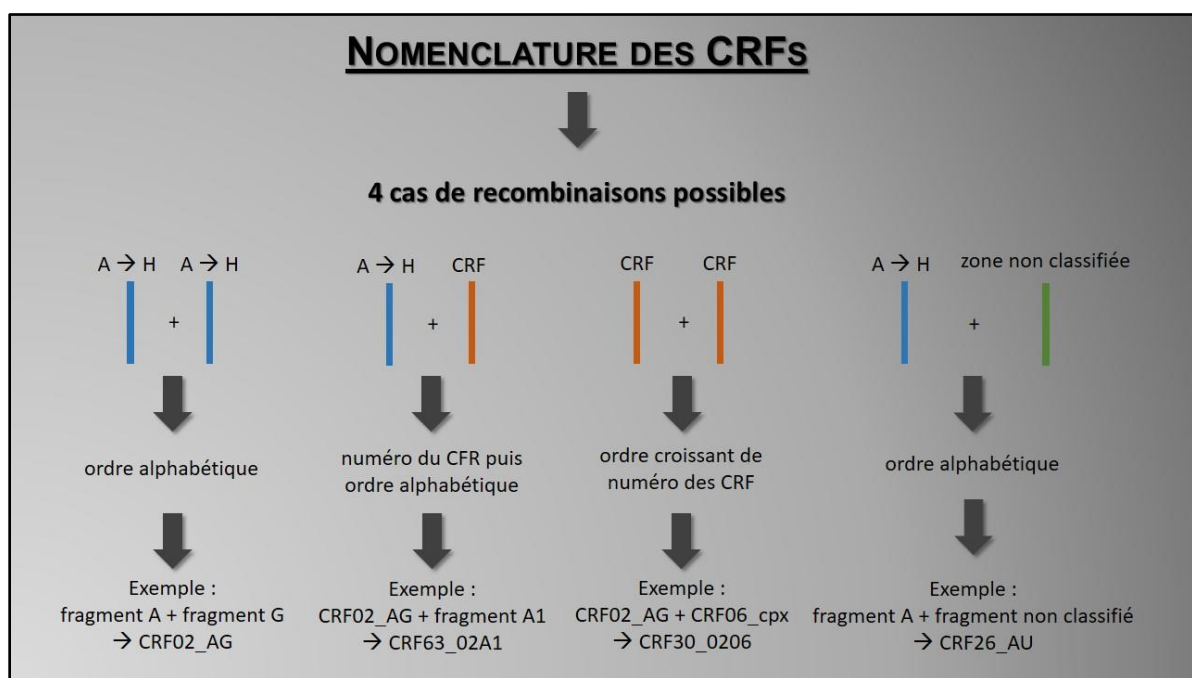 NOMENCLATURE DES CRFS
4 cas de recombinaisons possibles
A → H A → H
+
ordre alphabétique
Exemple :
fragment A + fragment G
→ CRF02_AG
A → H CRF
+
numéro du CFR puis
ordre alphabétique
Exemple :
CRF02_AG + fragment A1
→ CRF63_02A1
CRF CRF
+
ordre croissant de
numéro des CRF
Exemple :
CRF02_AG + CRF06_cpx
→ CRF30_0206
A → H zone non classifiée
+
ordre alphabétique
Exemple :
fragment A + fragment non classifié
→ CRF26_AU